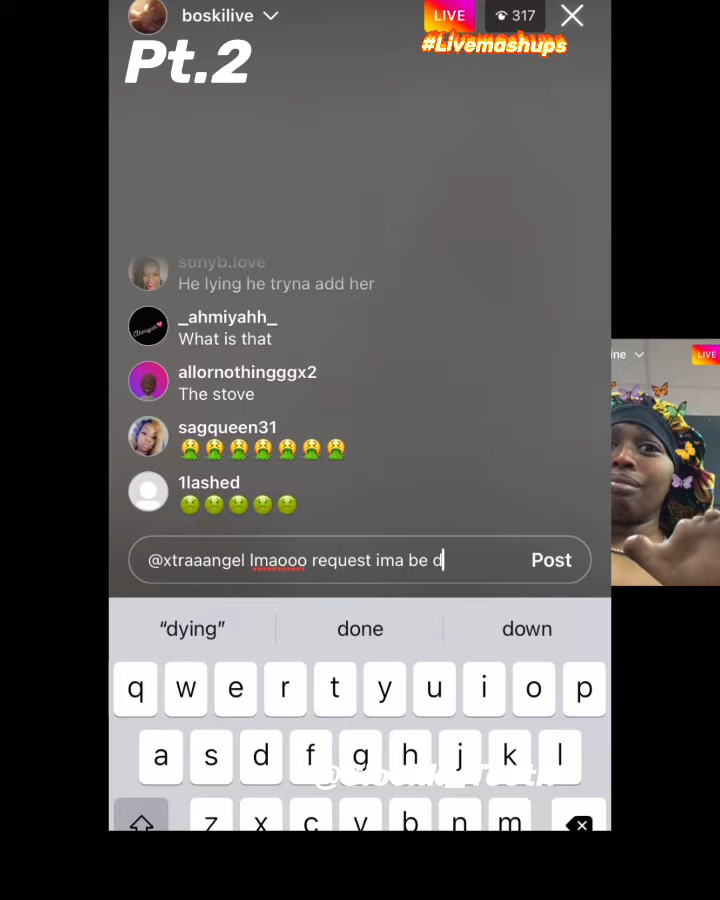 boskilive
LIVE
317
#Livemashups
Pt.2
sonyb.love
He lying he tryna add her
_ahmiyahh_
What is that
allornothingggx2
The stove
sagqueen31
🤮🤮🤮🤮🤮🤮🤮
1lashed
🤢🤢🤢🤢🤢
ine
LIVE
@xtraaangel lmaooo request ima be d
Post
“dying”
done
down
q w e r t y u i o p
a s d f g h j k l
z x c v b n m